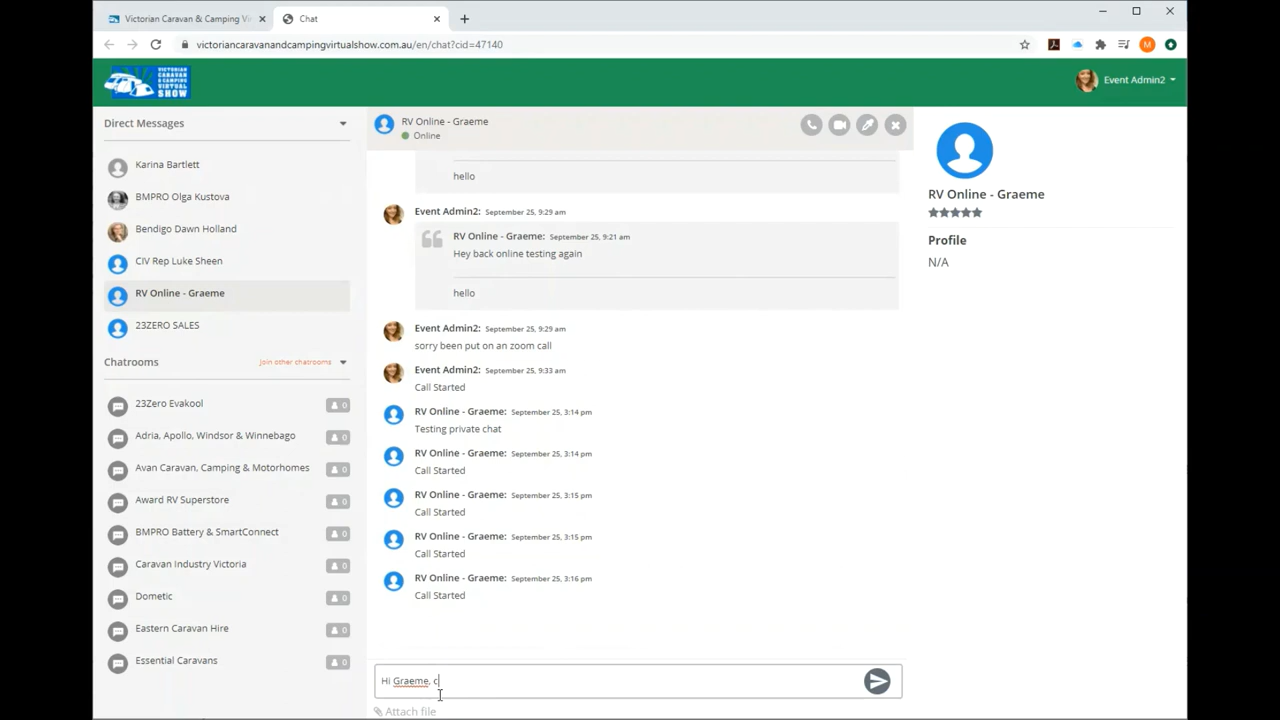 Victorian Caravan & Camping Vi
Chat
victoriancaravanandcampingvirtualshow.com.au/en/chat?cid=47140
M
VICTORIAN
CARAVAN
& CAMPING
VIRTUAL
SHOW
Event Admin2
Direct Messages
Karina Bartlett
BMPRO Olga Kustova
Bendigo Dawn Holland
CIV Rep Luke Sheen
RV Online - Graeme
23ZERO SALES
Chatrooms
Join other chatrooms
23Zero Evakool
0
Adria, Apollo, Windsor & Winnebago
0
Avan Caravan, Camping & Motorhomes
0
Award RV Superstore
0
BMPRO Battery & SmartConnect
0
Caravan Industry Victoria
0
Dometic
0
Eastern Caravan Hire
0
Essential Caravans
0
RV Online - Graeme
Online
hello
Event Admin2: September 25, 9:29 am
RV Online - Graeme: September 25, 9:21 am
Hey back online testing again
hello
Event Admin2: September 25, 9:29 am
sorry been put on an zoom call
Event Admin2: September 25, 9:33 am
Call Started
RV Online - Graeme: September 25, 3:14 pm
Testing private chat
RV Online - Graeme: September 25, 3:14 pm
Call Started
RV Online - Graeme: September 25, 3:15 pm
Call Started
RV Online - Graeme: September 25, 3:15 pm
Call Started
RV Online - Graeme: September 25, 3:16 pm
Call Started
Hi Graeme, c
Attach file
RV Online - Graeme
Profile
N/A